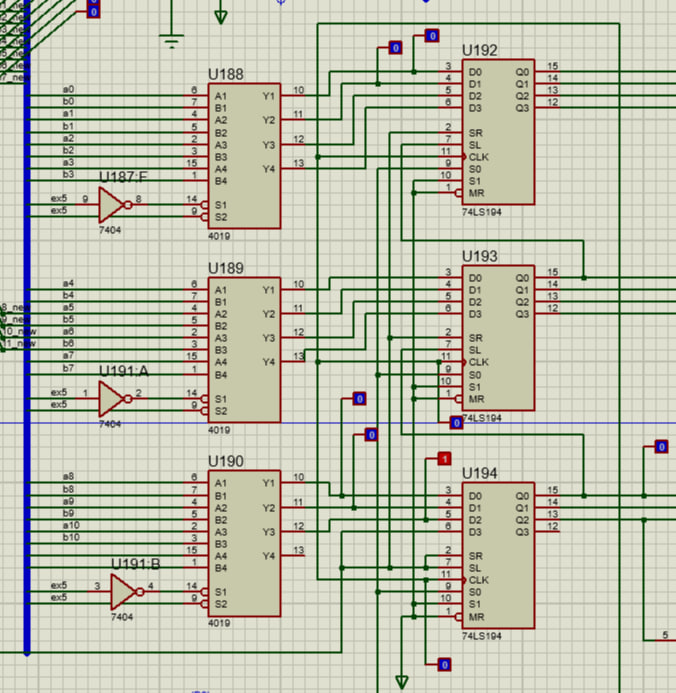 0
7_new
0
0
U188
U192
a0 6 A1 Y1 10
b0 7 B1
a1 4 A2 Y2 11
b1 5 B2
a2 2 A3 Y3 12
b2 3 B3
a3 15 A4 Y4 13
b3 1 B4
U187:F
ex5 9 8 14 S1
ex5 9 S2
7404
4019
3 D0 Q0 15
4 D1 Q1 14
5 D2 Q2 13
6 D3 Q3 12
2 SR
7 SL
11 CLK
9 S0
10 S1
1 MR
74LS194
U189
U193
a4 6 A1 Y1 10
b4 7 B1
a5 4 A2 Y2 11
b5 5 B2
a6 2 A3 Y3 12
b6 3 B3
a7 15 A4 Y4 13
b7 1 B4
U191:A
ex5 1 2 14 S1
ex5 9 S2
7404
4019
3 D0 Q0 15
4 D1 Q1 14
5 D2 Q2 13
6 D3 Q3 12
2 SR
7 SL
11 CLK
9 S0
10 S1
1 MR
74LS194
0
0
0
0
1
U190
U194
a8 6 A1 Y1 10
b8 7 B1
a9 4 A2 Y2 11
b9 5 B2
a10 2 A3 Y3 12
b10 3 B3
15 A4 Y4 13
1 B4
U191:B
ex5 3 4 14 S1
ex5 9 S2
7404
4019
3 D0 Q0 15
4 D1 Q1 14
5 D2 Q2 13
6 D3 Q3 12
2 SR
7 SL
11 CLK
9 S0
10 S1
1 MR
74LS194
5
0